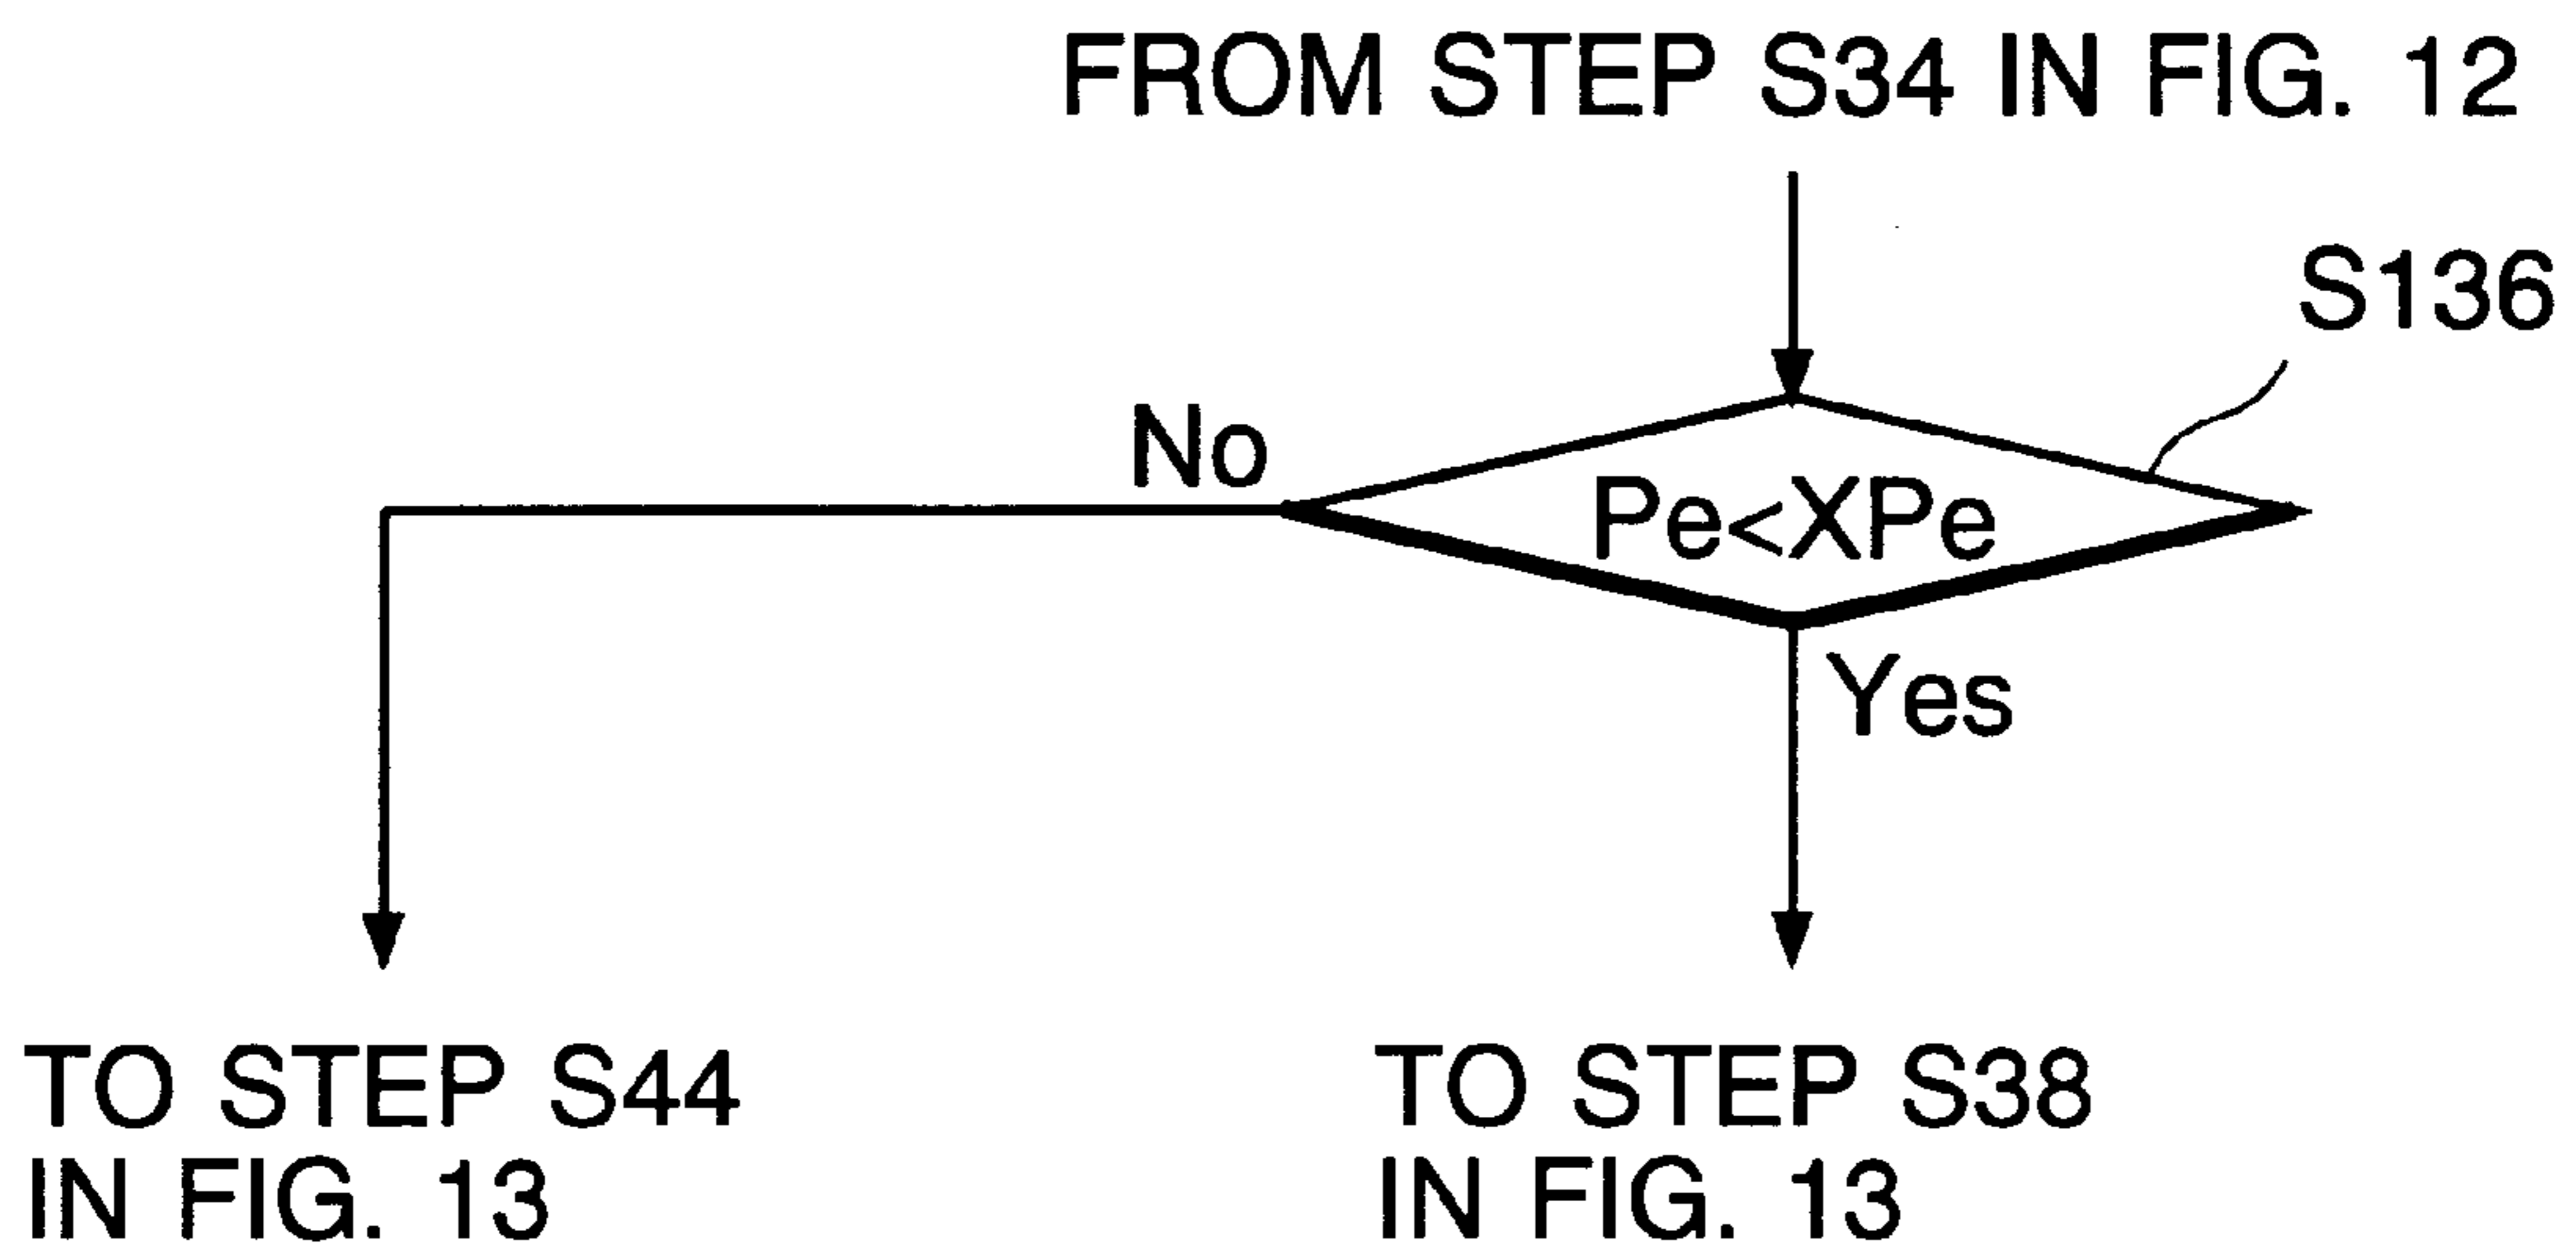 FROM STEP S34 IN FIG. 12
S136
No
Pe<XPe
Yes
TO STEP S44
IN FIG. 13
TO STEP S38
IN FIG. 13